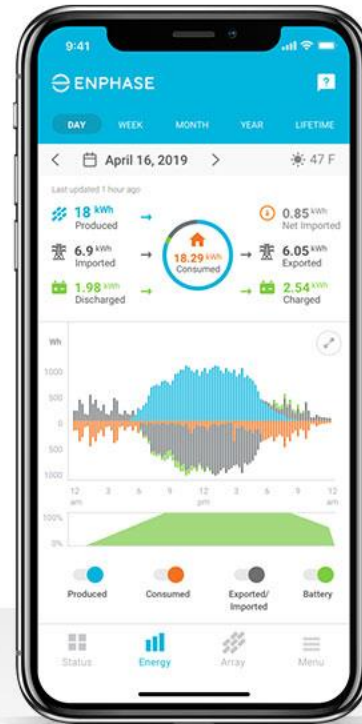 9:41
ENPHASE
?
DAY WEEK MONTH YEAR LIFETIME
< April 16, 2019 > 47 F
Last updated 1 hour ago
18 kWh
Produced
0.85 kWh
Net Imported
6.9 kWh
Imported
18.29 kWh
Consumed
6.05 kWh
Exported
1.98 kWh
Discharged
2.54 kWh
Charged
Wh
1000
500
0
500
1000
12 am 3 6 9 12 pm 3 6 9 12 am
100%
0%
Produced Consumed Exported/Imported Battery
Status Energy Array Menu